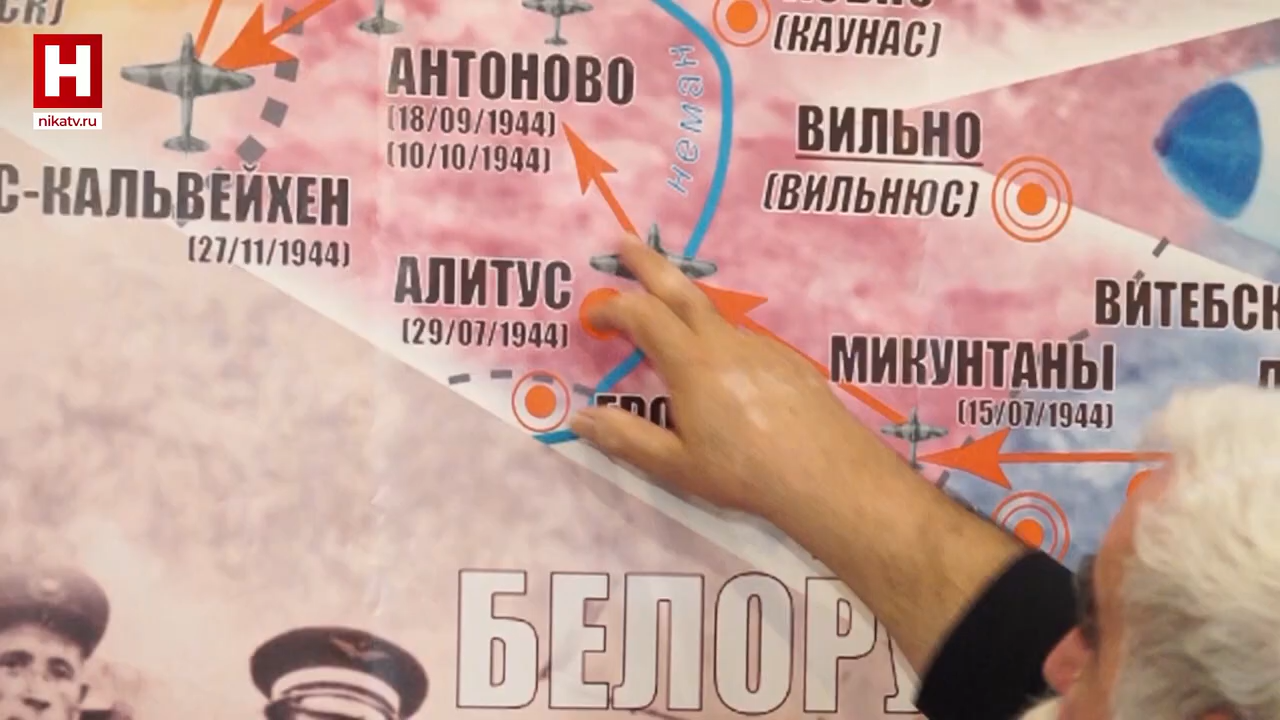 Н
nikatv.ru
(КАУНАС)
АНТОНОВО
(18/09/1944)
(10/10/1944)
неман
ВИЛЬНО
(ВИЛЬНЮС)
С-КАЛЬВЕЙХЕН
(27/11/1944)
АЛИТУС
(29/07/1944)
ВИТЕБСК
МИКУНТАНЫ
(15/07/1944)